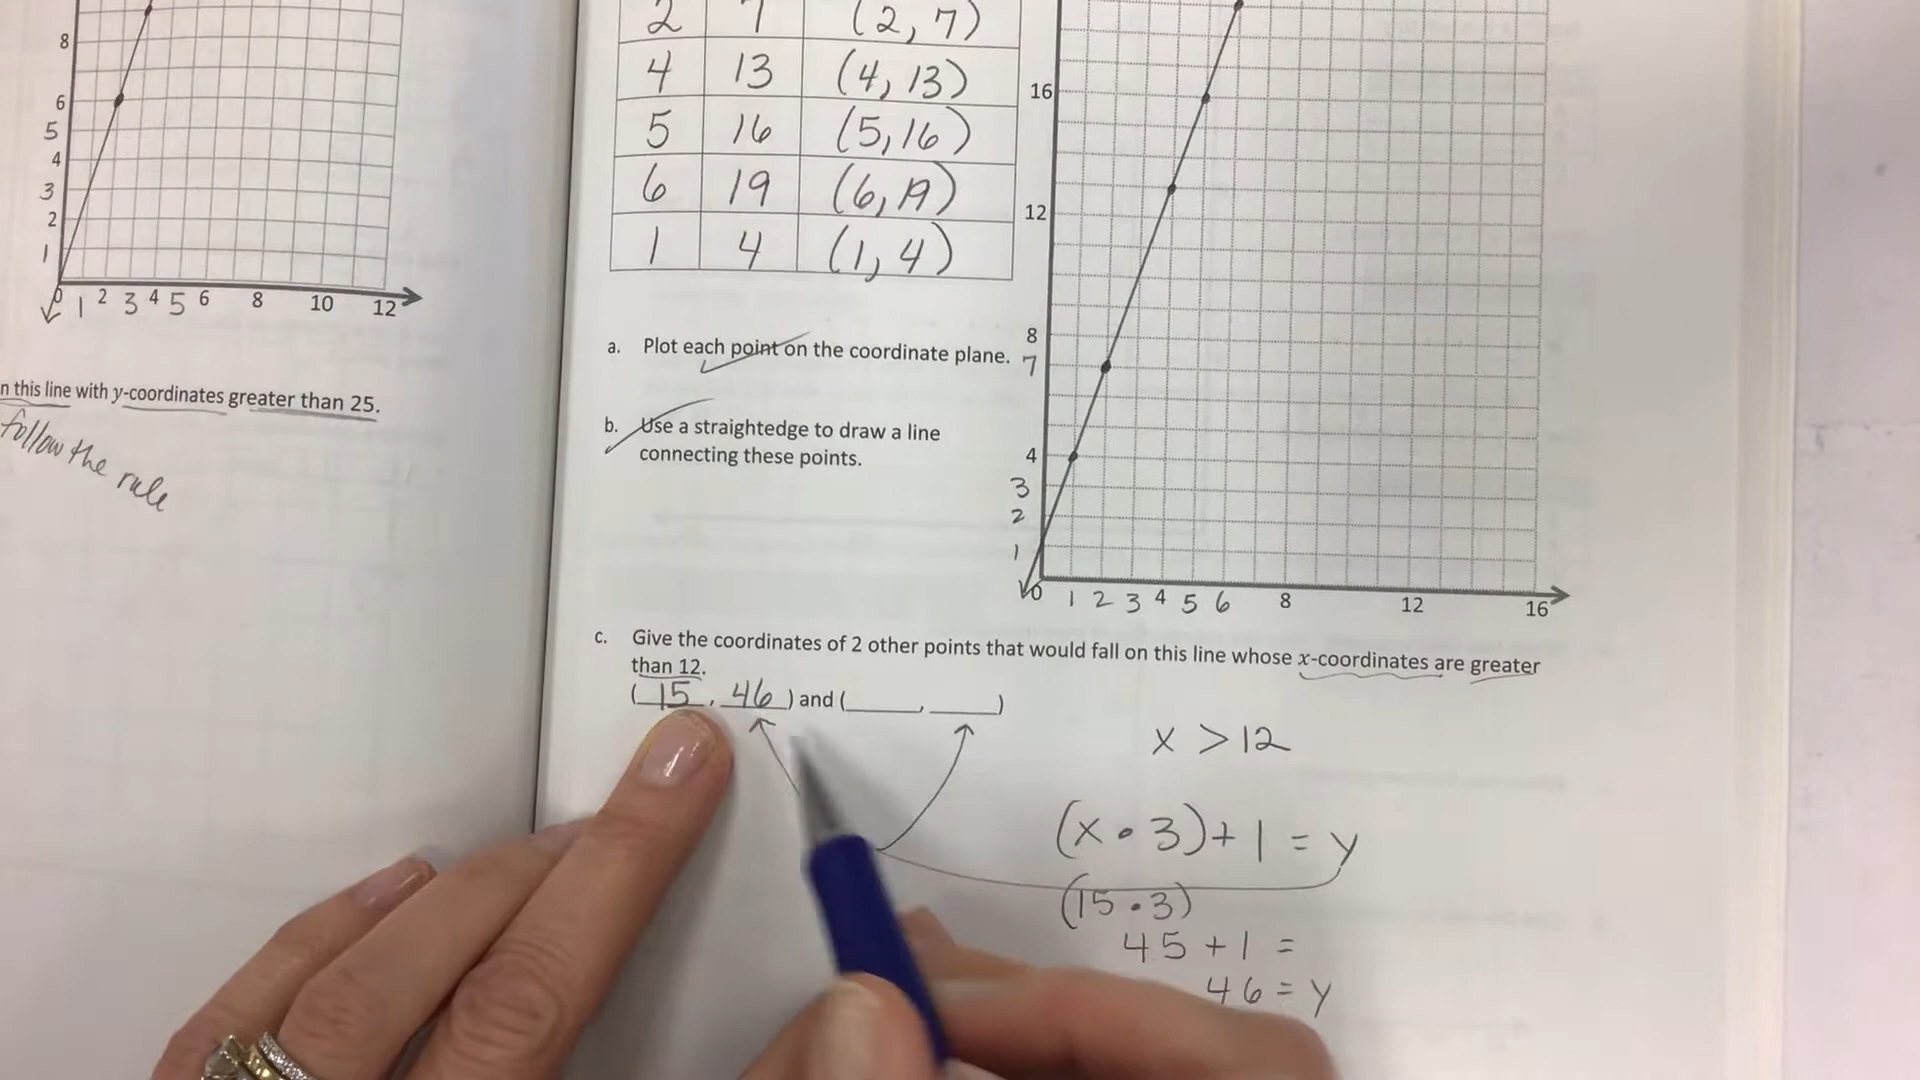 8
6
5
4
3
2
1
0 1 2 3 4 5 6 8 10 12
n this line with y-coordinates greater than 25.
follow the rule
2 7 (2, 7)
4 13 (4, 13)
5 16 (5, 16)
6 19 (6, 19)
1 4 (1, 4)
a. Plot each point on the coordinate plane.
b. Use a straightedge to draw a line
connecting these points.
16
12
8
7
4
3
2
1
0 1 2 3 4 5 6 8 12 16
c. Give the coordinates of 2 other points that would fall on this line whose x-coordinates are greater
than 12.
( 15 , 46 ) and (______, ______)
x > 12
(x • 3) + 1 = y
(15 • 3)
45 + 1 =
46 = y